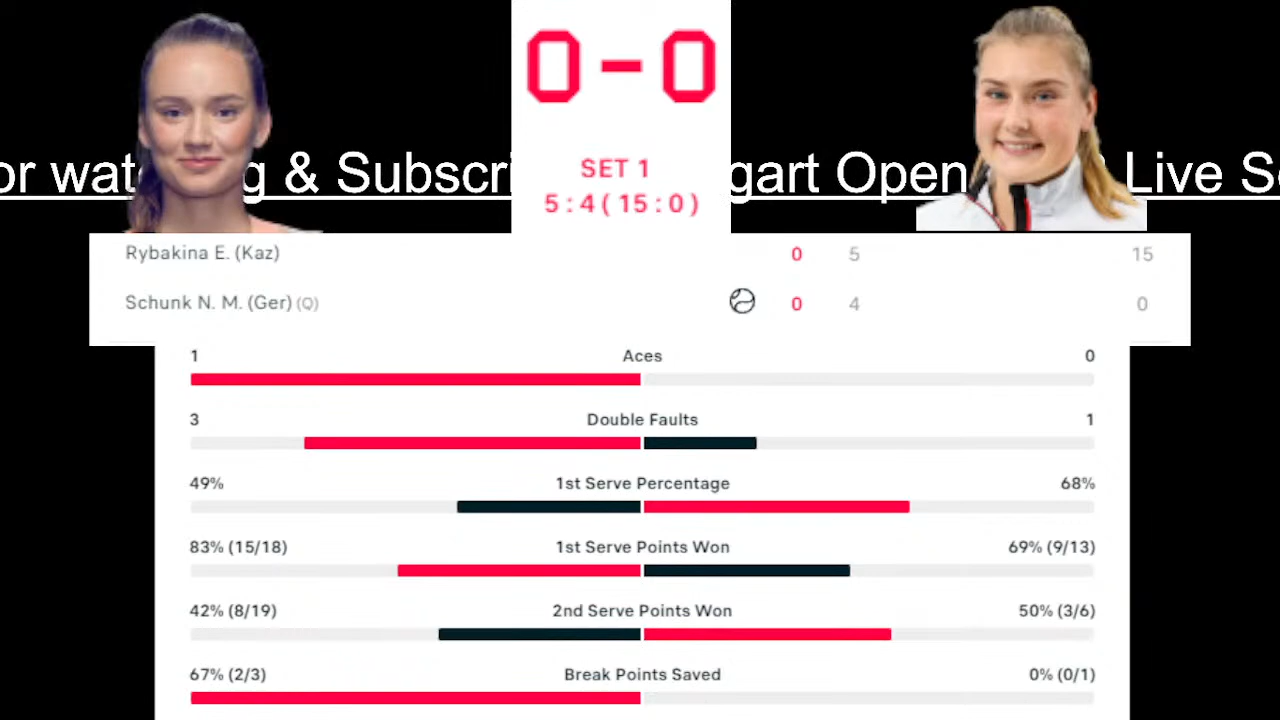 0 - 0
or wat g & Subscri gart Open Live S
SET 1
5 : 4 ( 15 : 0 )
Rybakina E. (Kaz) 0 5 15
Schunk N. M. (Ger) (Q) 0 4 0
1 Aces 0
3 Double Faults 1
49% 1st Serve Percentage 68%
83% (15/18) 1st Serve Points Won 69% (9/13)
42% (8/19) 2nd Serve Points Won 50% (3/6)
67% (2/3) Break Points Saved 0% (0/1)